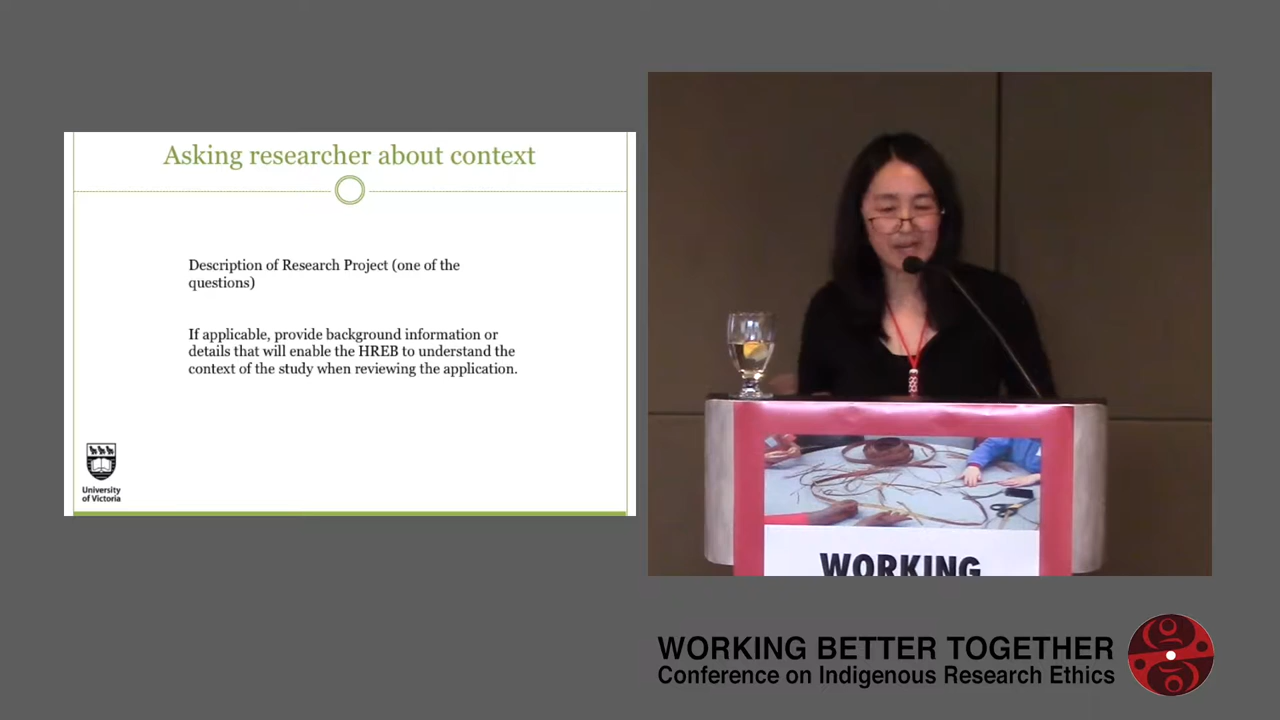 Asking researcher about context
Description of Research Project (one of the
questions)
If applicable, provide background information or
details that will enable the HREB to understand the
context of the study when reviewing the application.
University
of Victoria
WORKING
WORKING BETTER TOGETHER
Conference on Indigenous Research Ethics